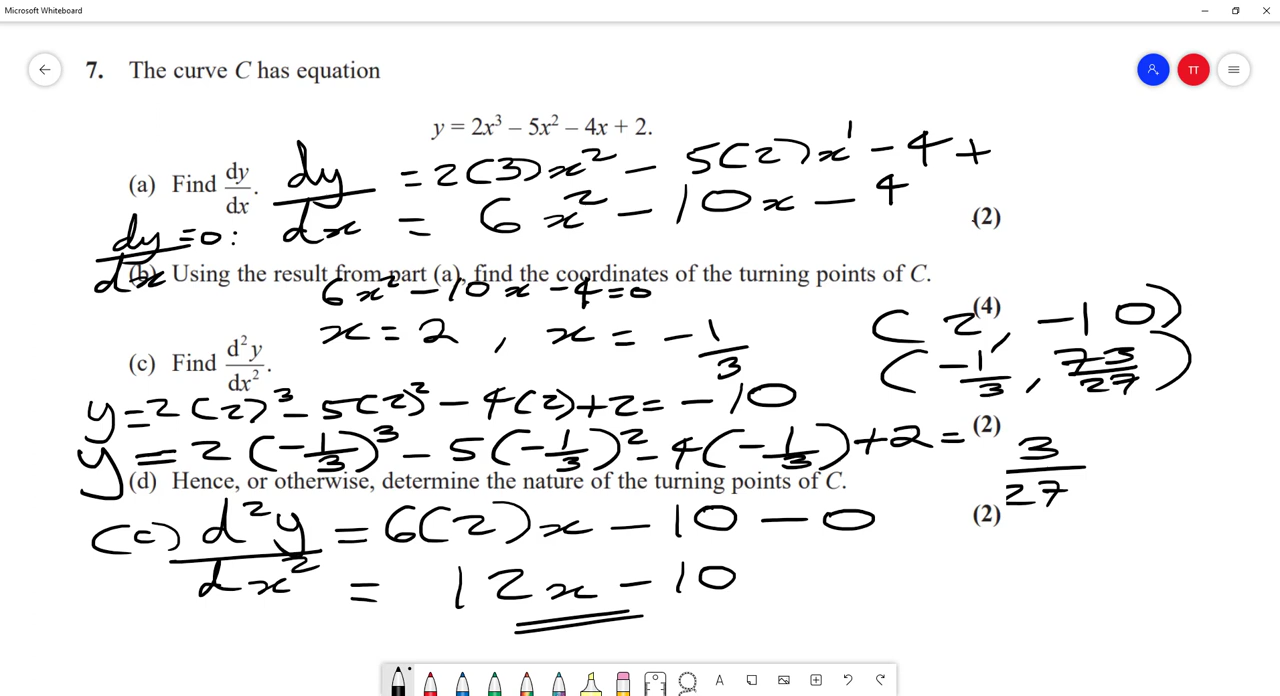 Microsoft Whiteboard
TT
7. The curve C has equation
y = 2x³ – 5x² – 4x + 2.
(a) Find dy/dx.
dy/dx = 2(3)x² - 5(2)x¹ - 4 +
= 6x² - 10x - 4
(2)
dy/dx = 0:
(b) Using the result from part (a), find the coordinates of the turning points of C.
6x² - 10x - 4 = 0
(4)
x = 2, x = -1/3
(2, -10)
(-1/3, 73/27)
(c) Find d²y/dx².
y = 2(2)³ - 5(2)² - 4(2) + 2 = -10
(2)
y = 2(-1/3)³ - 5(-1/3)² - 4(-1/3) + 2 = 3/27
(d) Hence, or otherwise, determine the nature of the turning points of C.
(2)
(c) d²y/dx² = 6(2)x - 10 - 0
= 12x - 10
A